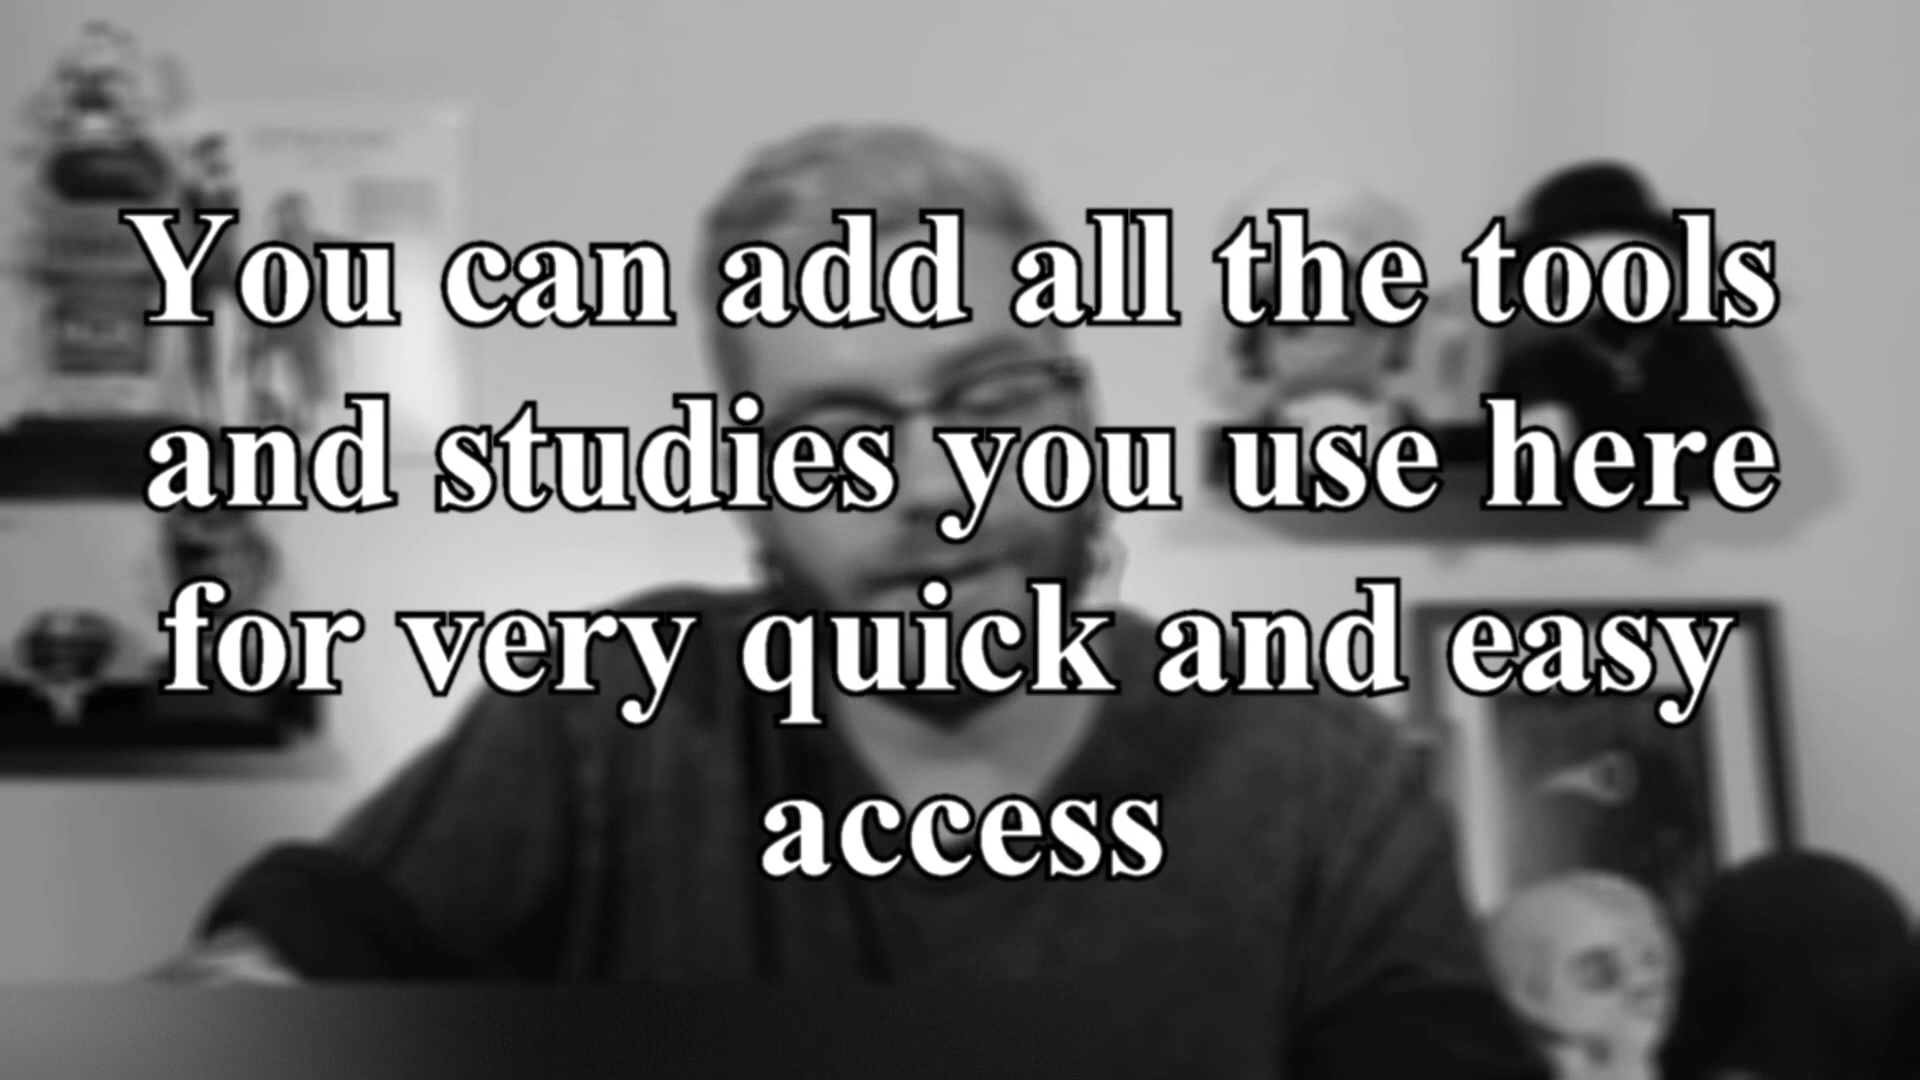 You can add all the tools
and studies you use here
for very quick and easy
access